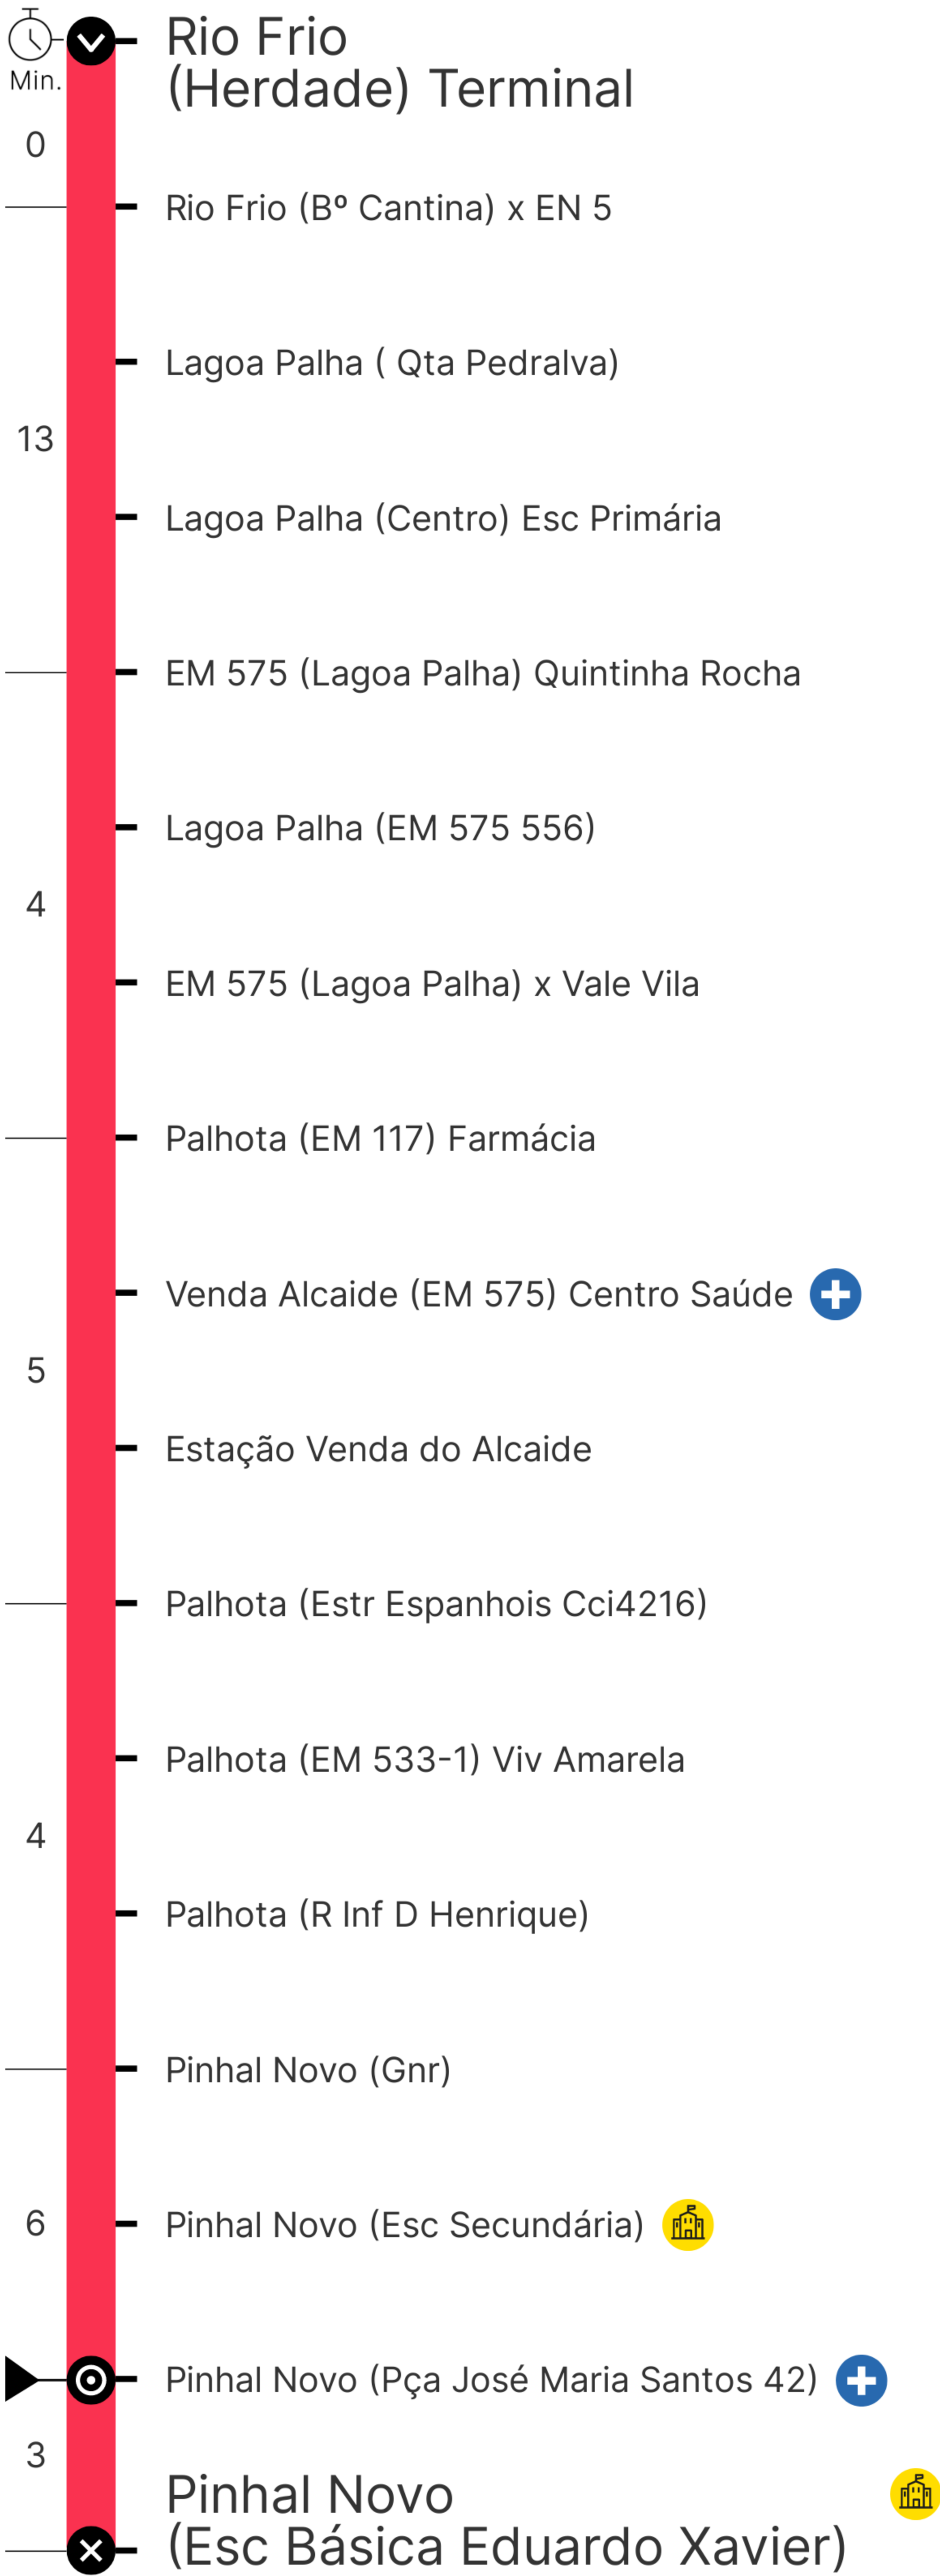 Min.
Rio Frio
(Herdade) Terminal
0
Rio Frio (Bº Cantina) x EN 5
Lagoa Palha ( Qta Pedralva)
13
Lagoa Palha (Centro) Esc Primária
EM 575 (Lagoa Palha) Quintinha Rocha
Lagoa Palha (EM 575 556)
4
EM 575 (Lagoa Palha) x Vale Vila
Palhota (EM 117) Farmácia
Venda Alcaide (EM 575) Centro Saúde
5
Estação Venda do Alcaide
Palhota (Estr Espanhois Cci4216)
Palhota (EM 533-1) Viv Amarela
4
Palhota (R Inf D Henrique)
Pinhal Novo (Gnr)
6
Pinhal Novo (Esc Secundária)
Pinhal Novo (Pça José Maria Santos 42)
3
Pinhal Novo
(Esc Básica Eduardo Xavier)